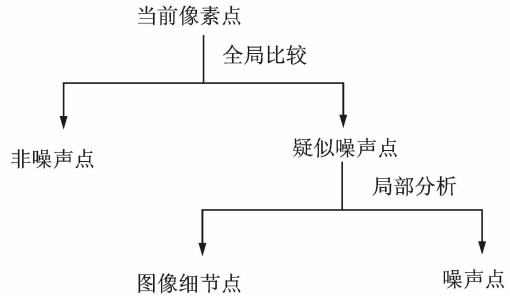 当前像素点
全局比较
非噪声点
疑似噪声点
局部分析
图像细节点
噪声点